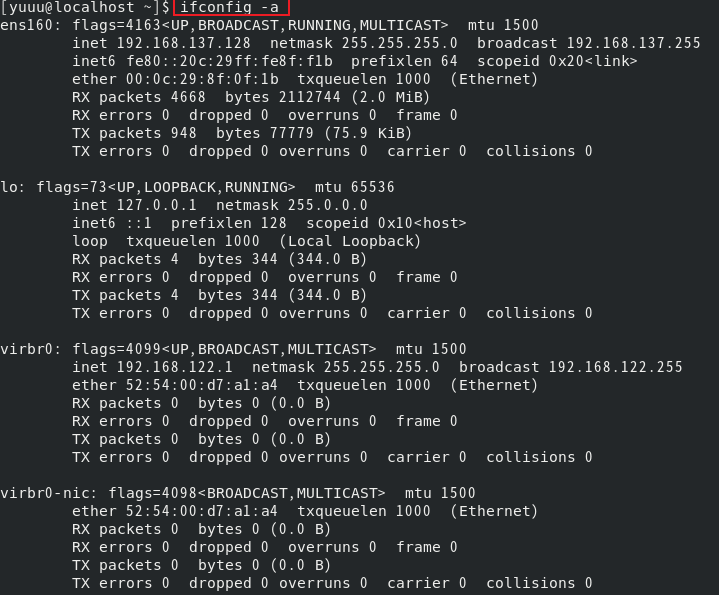 [yuuu@localhost ~]$ ifconfig -a
ens160: flags=4163<UP,BROADCAST,RUNNING,MULTICAST>  mtu 1500
        inet 192.168.137.128  netmask 255.255.255.0  broadcast 192.168.137.255
        inet6 fe80::20c:29ff:fe8f:f1b  prefixlen 64  scopeid 0x20<link>
        ether 00:0c:29:8f:0f:1b  txqueuelen 1000  (Ethernet)
        RX packets 4668  bytes 2112744 (2.0 MiB)
        RX errors 0  dropped 0  overruns 0  frame 0
        TX packets 948  bytes 77779 (75.9 KiB)
        TX errors 0  dropped 0 overruns 0  carrier 0  collisions 0

lo: flags=73<UP,LOOPBACK,RUNNING>  mtu 65536
        inet 127.0.0.1  netmask 255.0.0.0
        inet6 ::1  prefixlen 128  scopeid 0x10<host>
        loop  txqueuelen 1000  (Local Loopback)
        RX packets 4  bytes 344 (344.0 B)
        RX errors 0  dropped 0  overruns 0  frame 0
        TX packets 4  bytes 344 (344.0 B)
        TX errors 0  dropped 0 overruns 0  carrier 0  collisions 0

virbr0: flags=4099<UP,BROADCAST,MULTICAST>  mtu 1500
        inet 192.168.122.1  netmask 255.255.255.0  broadcast 192.168.122.255
        ether 52:54:00:d7:a1:a4  txqueuelen 1000  (Ethernet)
        RX packets 0  bytes 0 (0.0 B)
        RX errors 0  dropped 0  overruns 0  frame 0
        TX packets 0  bytes 0 (0.0 B)
        TX errors 0  dropped 0 overruns 0  carrier 0  collisions 0

virbr0-nic: flags=4098<BROADCAST,MULTICAST>  mtu 1500
        ether 52:54:00:d7:a1:a4  txqueuelen 1000  (Ethernet)
        RX packets 0  bytes 0 (0.0 B)
        RX errors 0  dropped 0  overruns 0  frame 0
        TX packets 0  bytes 0 (0.0 B)
        TX errors 0  dropped 0 overruns 0  carrier 0  collisions 0